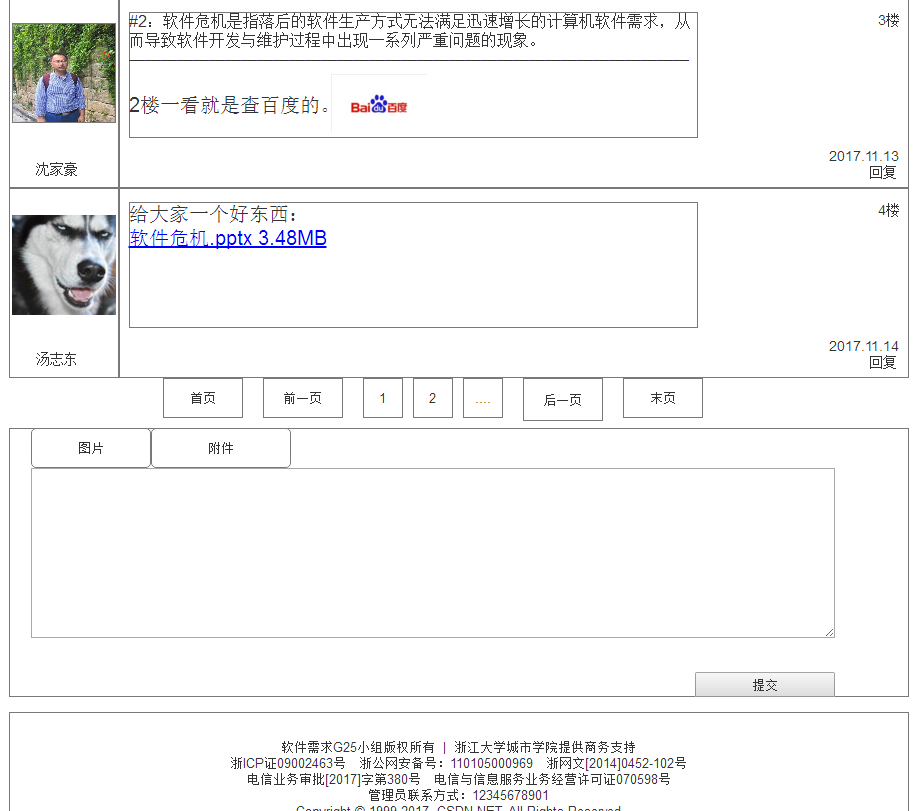 #2：软件危机是指落后的软件生产方式无法满足迅速增长的计算机软件需求，从
而导致软件开发与维护过程中出现一系列严重问题的现象。
3楼
2楼一看就是查百度的。 Bai du 百度
沈家豪
2017.11.13
回复
给大家一个好东西：
软件危机.pptx 3.48MB
4楼
汤志东
2017.11.14
回复
首页 前一页 1 2 .... 后一页 末页
图片 附件
提交
软件需求G25小组版权所有 | 浙江大学城市学院提供商务支持
浙ICP证09002463号 浙公网安备号：110105000969 浙网文[2014]0452-102号
电信业务审批[2017]字第380号 电信与信息服务业务经营许可证070598号
管理员联系方式：12345678901
Copyright © 1999-2017, CSDN.NET, All Rights Reserved